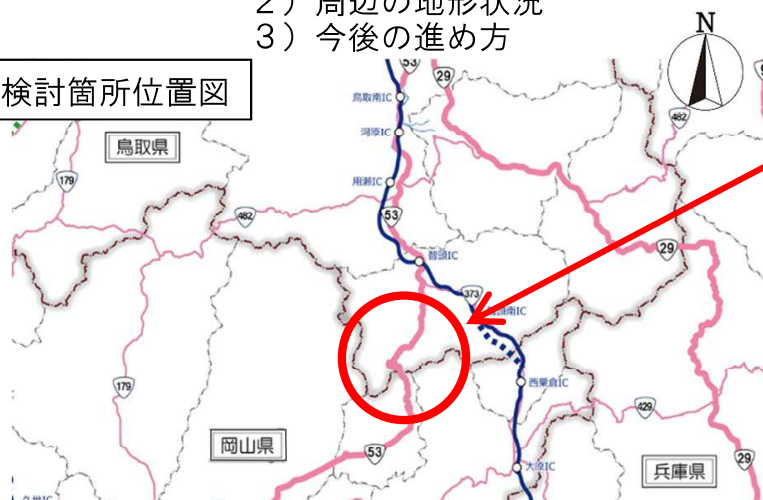 2）周辺の地形状況
3）今後の進め方
N
検討箇所位置図
53
29
鳥取南IC
482
河原IC
鳥取県
179
用瀬IC
482
53
29
智頭IC
373
南IC
西粟倉IC
179
429
岡山県
53
大原IC
兵庫県
29